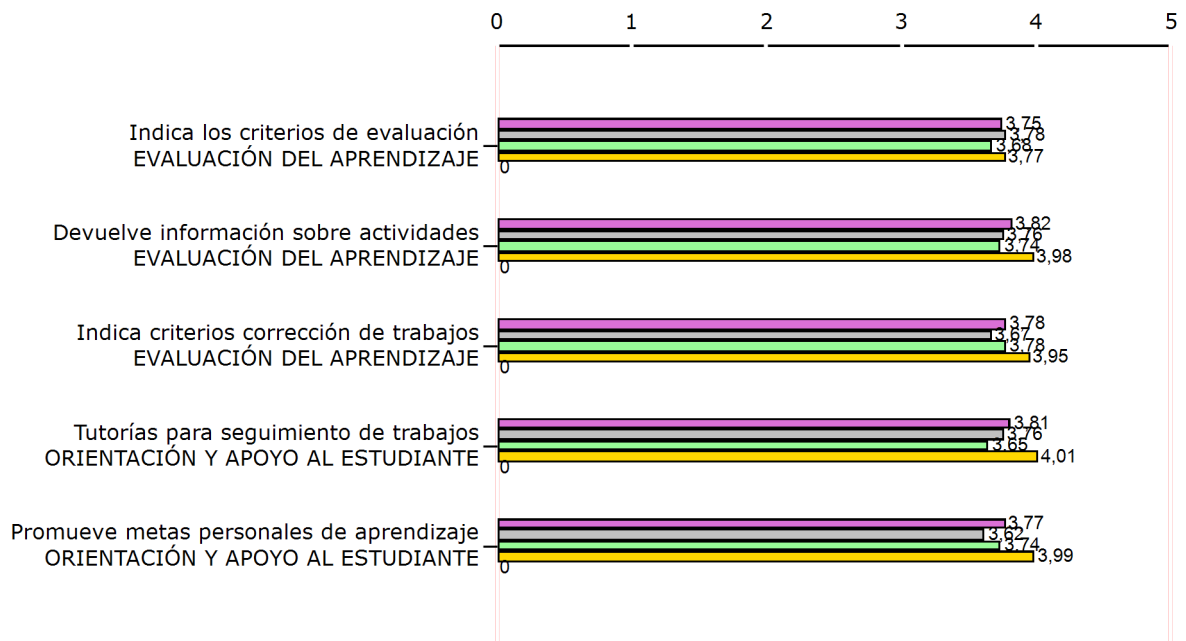 0 1 2 3 4 5
Indica los criterios de evaluación
EVALUACIÓN DEL APRENDIZAJE
3,75
3,78
3,68
3,77
0
Devuelve información sobre actividades
EVALUACIÓN DEL APRENDIZAJE
3,82
3,76
3,74
3,98
0
Indica criterios corrección de trabajos
EVALUACIÓN DEL APRENDIZAJE
3,78
3,67
3,78
3,95
0
Tutorías para seguimiento de trabajos
ORIENTACIÓN Y APOYO AL ESTUDIANTE
3,81
3,76
3,65
4,01
0
Promueve metas personales de aprendizaje
ORIENTACIÓN Y APOYO AL ESTUDIANTE
3,77
3,62
3,74
3,99
0